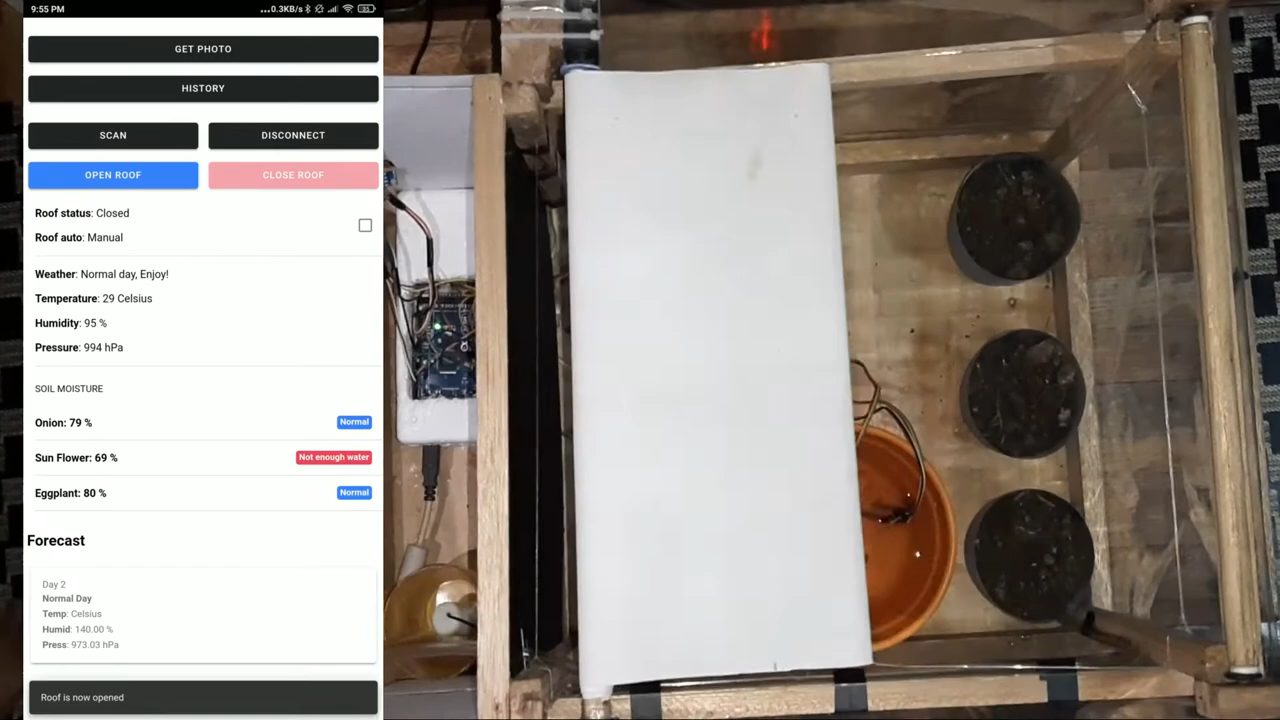 9:55 PM
...0.3KB/s
95
GET PHOTO
HISTORY
SCAN
DISCONNECT
OPEN ROOF
CLOSE ROOF
Roof status: Closed
Roof auto: Manual
Weather: Normal day, Enjoy!
Temperature: 29 Celsius
Humidity: 95 %
Pressure: 994 hPa
SOIL MOISTURE
Onion: 79 %
Normal
Sun Flower: 69 %
Not enough water
Eggplant: 80 %
Normal
Forecast
Day 2
Normal Day
Temp: Celsius
Humid: 140.00 %
Press: 973.03 hPa
Roof is now opened